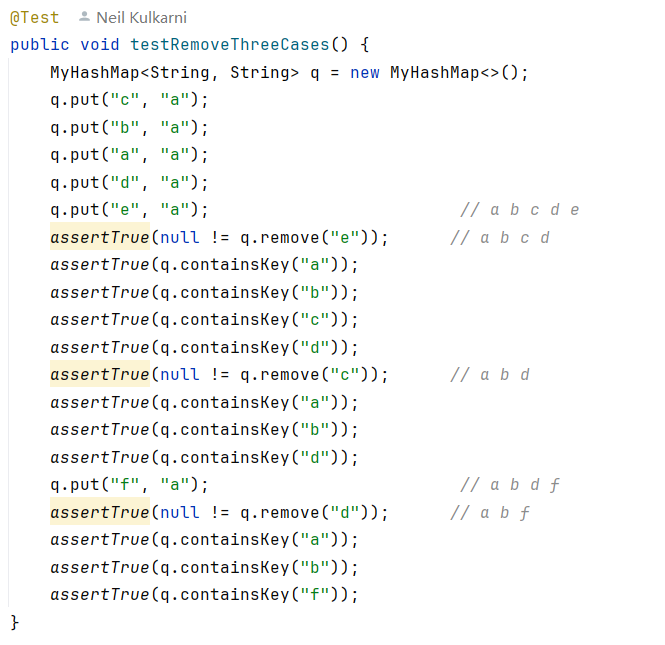 @Test Neil Kulkarni
public void testRemoveThreeCases() {
    MyHashMap<String, String> q = new MyHashMap<>();
    q.put("c", "a");
    q.put("b", "a");
    q.put("a", "a");
    q.put("d", "a");
    q.put("e", "a");                         // a b c d e
    assertTrue(null != q.remove("e"));      // a b c d
    assertTrue(q.containsKey("a"));
    assertTrue(q.containsKey("b"));
    assertTrue(q.containsKey("c"));
    assertTrue(q.containsKey("d"));
    assertTrue(null != q.remove("c"));      // a b d
    assertTrue(q.containsKey("a"));
    assertTrue(q.containsKey("b"));
    assertTrue(q.containsKey("d"));
    q.put("f", "a");                         // a b d f
    assertTrue(null != q.remove("d"));      // a b f
    assertTrue(q.containsKey("a"));
    assertTrue(q.containsKey("b"));
    assertTrue(q.containsKey("f"));
}